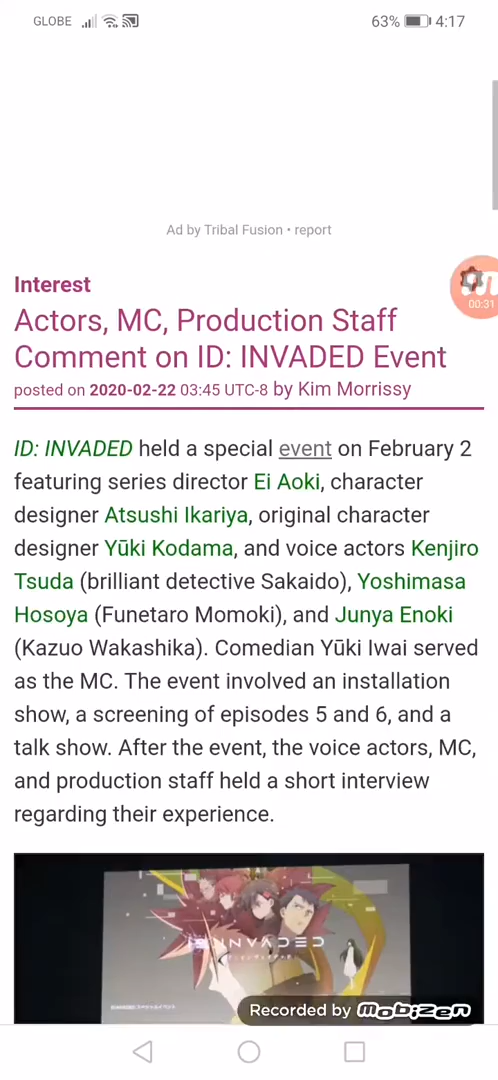 GLOBE 63% 4:17
Ad by Tribal Fusion • report
Interest
00:31
Actors, MC, Production Staff
Comment on ID: INVADED Event
posted on 2020-02-22 03:45 UTC-8 by Kim Morrissy
ID: INVADED held a special event on February 2
featuring series director Ei Aoki, character
designer Atsushi Ikariya, original character
designer Yūki Kodama, and voice actors Kenjiro
Tsuda (brilliant detective Sakaido), Yoshimasa
Hosoya (Funetaro Momoki), and Junya Enoki
(Kazuo Wakashika). Comedian Yūki Iwai served
as the MC. The event involved an installation
show, a screening of episodes 5 and 6, and a
talk show. After the event, the voice actors, MC,
and production staff held a short interview
regarding their experience.
INVADED
Recorded by Mobizen